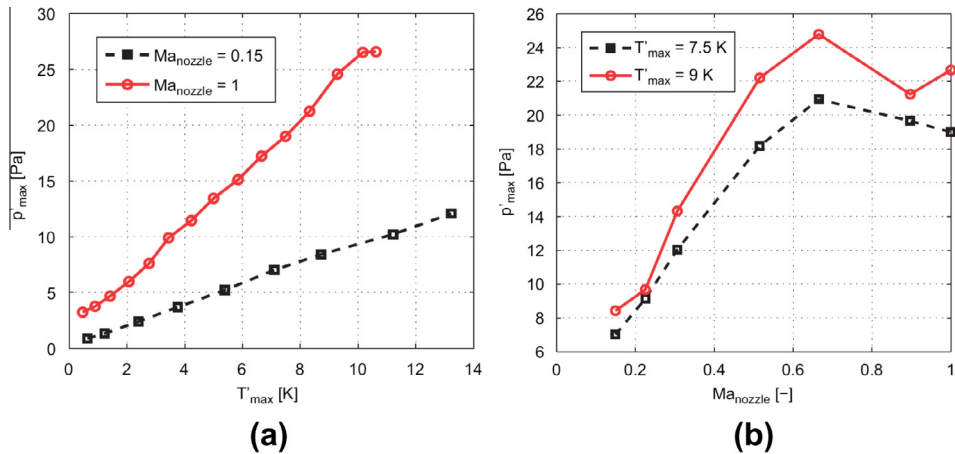 30
25
20
15
10
5
0
p'max [Pa]
Manozzle = 0.15
Manozzle = 1
0 2 4 6 8 10 12 14
T'max [K]
(a)
26
24
22
20
18
16
14
12
10
8
6
p'max [Pa]
T'max = 7.5 K
T'max = 9 K
0 0.2 0.4 0.6 0.8 1
Manozzle [−]
(b)